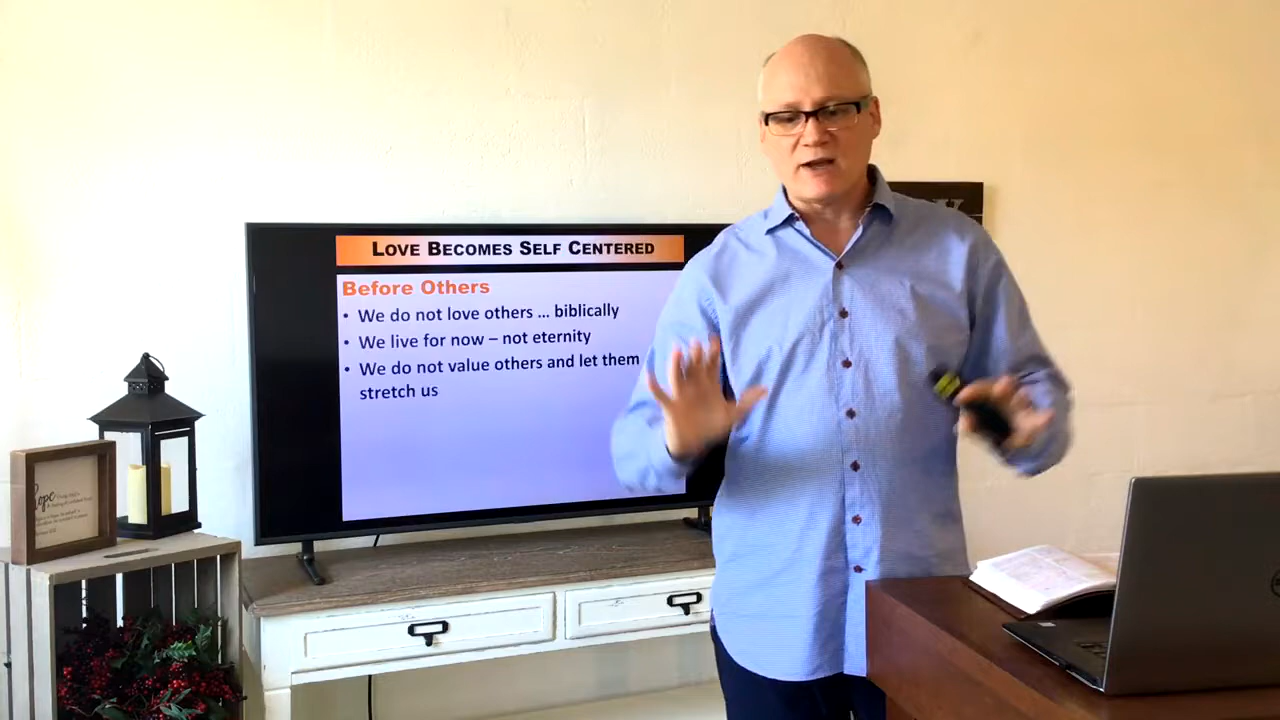 LOVE BECOMES SELF CENTERED
Before Others
• We do not love others ... biblically
• We live for now – not eternity
• We do not value others and let them
stretch us
Hope